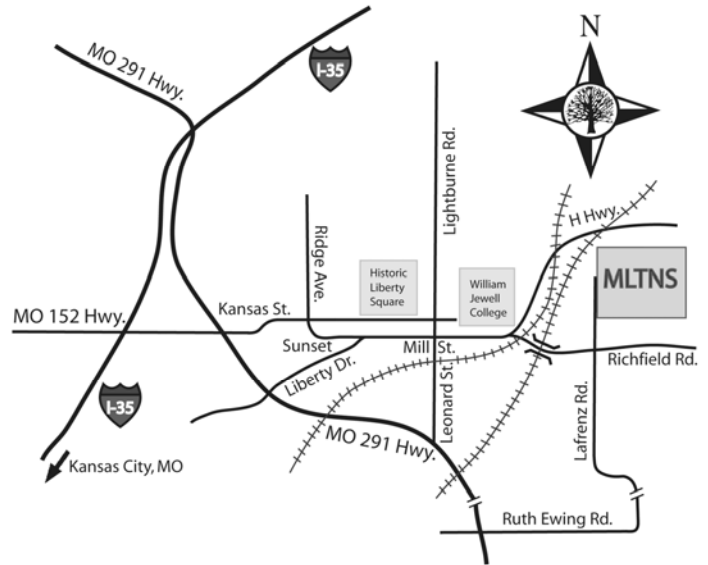 N
MO 291 Hwy.
I-35
Lightburne Rd.
H Hwy.
Ridge Ave.
Historic
Liberty
Square
William
Jewell
College
MLTNS
Kansas St.
MO 152 Hwy.
Sunset
Mill St.
Richfield Rd.
Liberty Dr.
Leonard St.
Lafrenz Rd.
I-35
MO 291 Hwy.
Kansas City, MO
Ruth Ewing Rd.